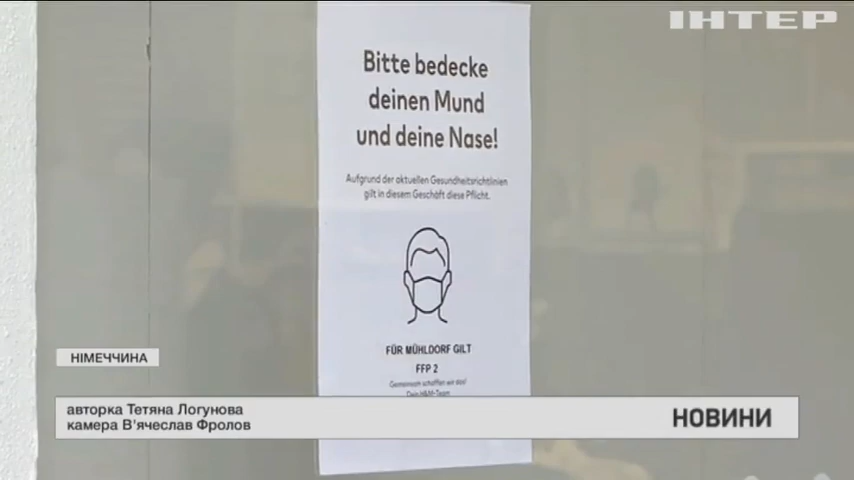 ІНТЕР
Bitte bedecke
deinen Mund
und deine Nase!
Aufgrund der aktuellen Gesundheitsrichtlinien
gilt in diesem Geschäft diese Pflicht.
FÜR MÜHLDORF GILT
FFP 2
Gemeinsam schaffen wir das!
Dein H&M-Team
НІМЕЧЧИНА
авторка Тетяна Логунова
камера В'ячеслав Фролов
НОВИНИ